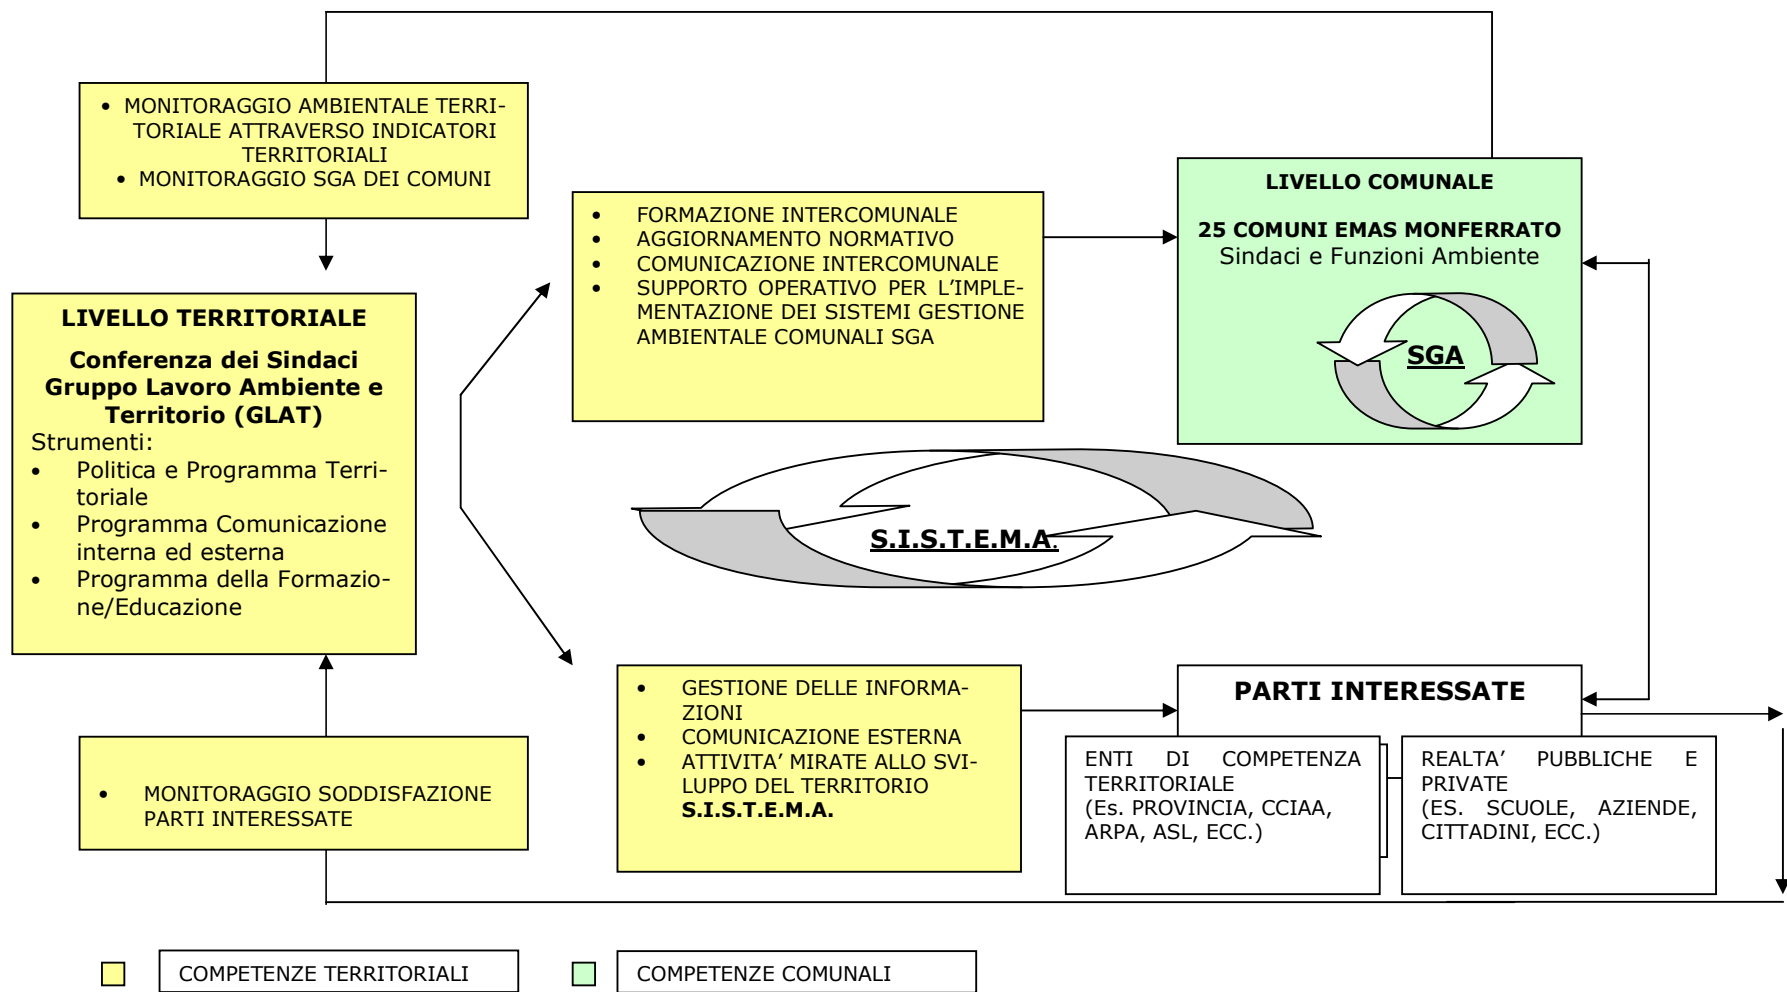 • MONITORAGGIO AMBIENTALE TERRI-
TORIALE ATTRAVERSO INDICATORI
TERRITORIALI
• MONITORAGGIO SGA DEI COMUNI
LIVELLO TERRITORIALE
Conferenza dei Sindaci
Gruppo Lavoro Ambiente e
Territorio (GLAT)
Strumenti:
• Politica e Programma Terri-
toriale
• Programma Comunicazione
interna ed esterna
• Programma della Formazio-
ne/Educazione
• MONITORAGGIO SODDISFAZIONE
PARTI INTERESSATE
• FORMAZIONE INTERCOMUNALE
• AGGIORNAMENTO NORMATIVO
• COMUNICAZIONE INTERCOMUNALE
• SUPPORTO OPERATIVO PER L'IMPLE-
MENTAZIONE DEI SISTEMI GESTIONE
AMBIENTALE COMUNALI SGA
LIVELLO COMUNALE
25 COMUNI EMAS MONFERRATO
Sindaci e Funzioni Ambiente
SGA
S.I.S.T.E.M.A.
• GESTIONE DELLE INFORMA-
ZIONI
• COMUNICAZIONE ESTERNA
• ATTIVITA' MIRATE ALLO SVI-
LUPPO DEL TERRITORIO
S.I.S.T.E.M.A.
PARTI INTERESSATE
ENTI DI COMPETENZA
TERRITORIALE
(Es. PROVINCIA, CCIAA,
ARPA, ASL, ECC.)
REALTA' PUBBLICHE E
PRIVATE
(ES. SCUOLE, AZIENDE,
CITTADINI, ECC.)
COMPETENZE TERRITORIALI
COMPETENZE COMUNALI